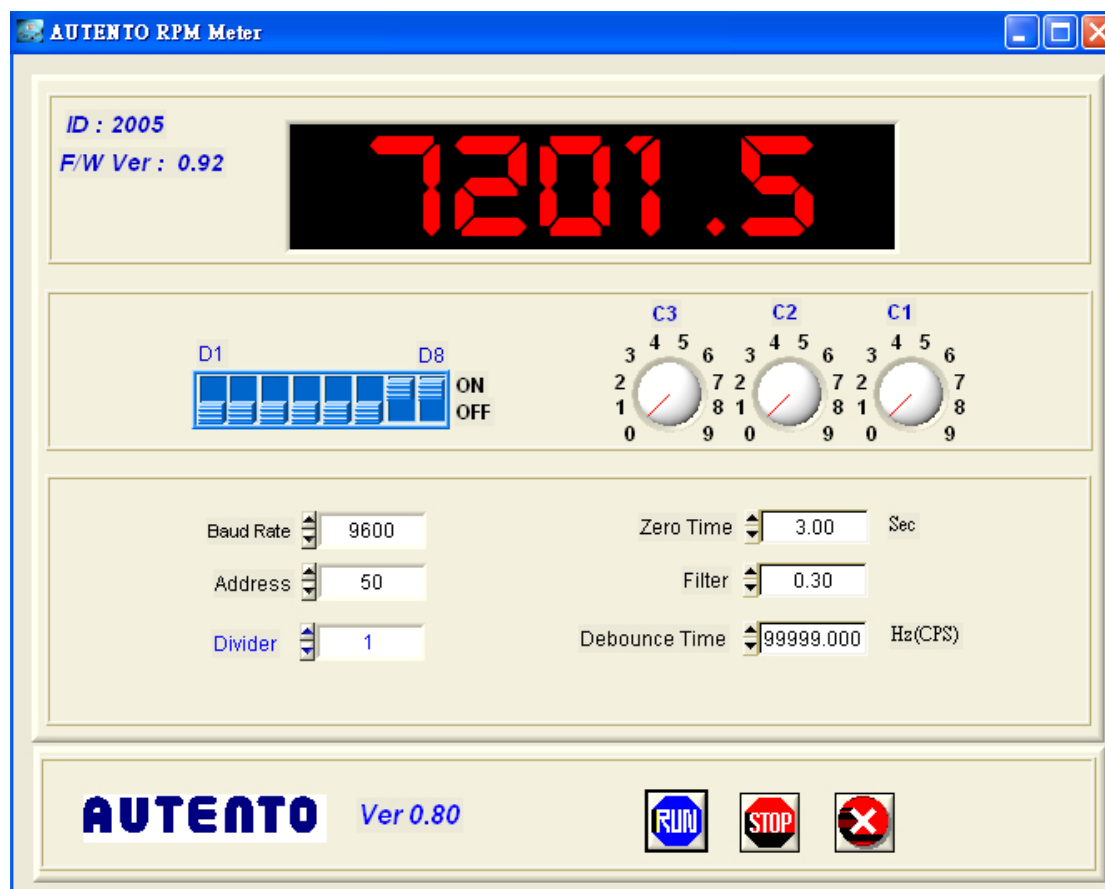 AUTENTO RPM Meter
ID : 2005
F/W Ver : 0.92
7201.5
C3 C2 C1
D1 D8
ON
OFF
0 1 2 3 4 5 6 7 8 9
0 1 2 3 4 5 6 7 8 9
0 1 2 3 4 5 6 7 8 9
Baud Rate 9600
Address 50
Divider 1
Zero Time 3.00 Sec
Filter 0.30
Debounce Time 99999.000 Hz(CPS)
AUTENTO Ver 0.80
RUN STOP